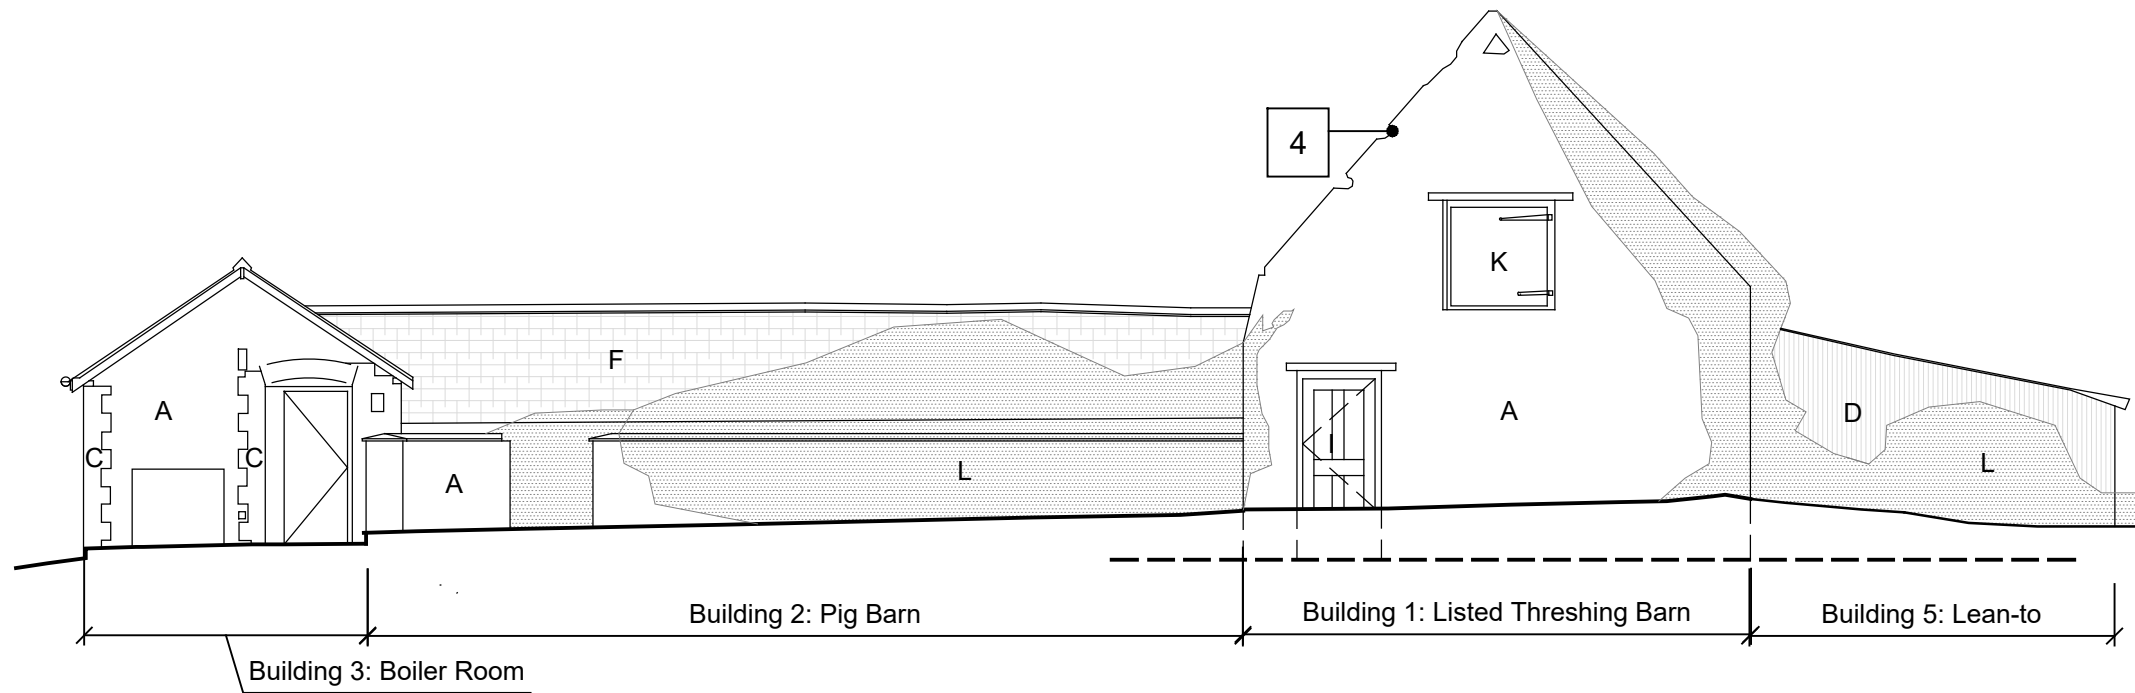 4
K
F
A
A
D
C
C
I
L
L
A
Building 2: Pig Barn
Building 1: Listed Threshing Barn
Building 5: Lean-to
Building 3: Boiler Room